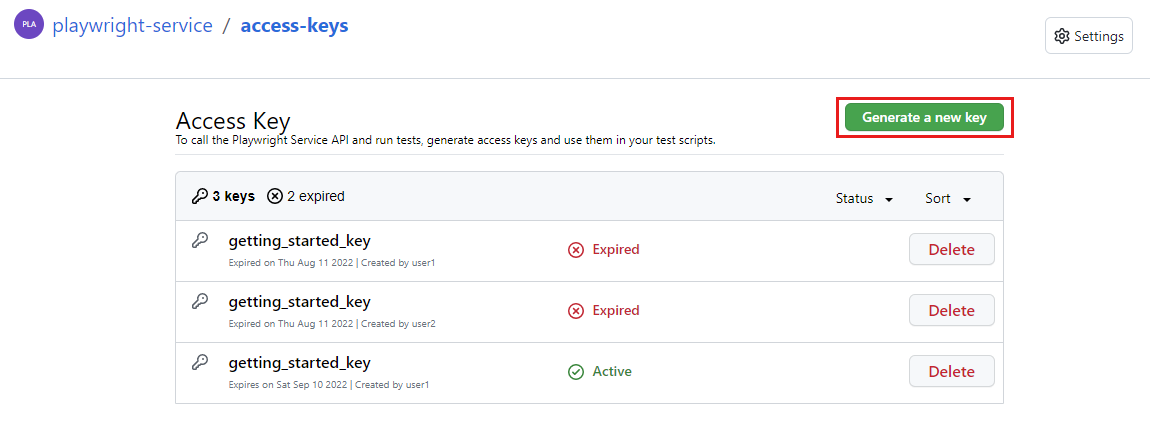 PLA playwright-service / access-keys
Settings
Access Key
Generate a new key
To call the Playwright Service API and run tests, generate access keys and use them in your test scripts.
3 keys 2 expired Status Sort
getting_started_key
Expired on Thu Aug 11 2022 | Created by user1
Expired
Delete
getting_started_key
Expired on Thu Aug 11 2022 | Created by user2
Expired
Delete
getting_started_key
Expires on Sat Sep 10 2022 | Created by user1
Active
Delete